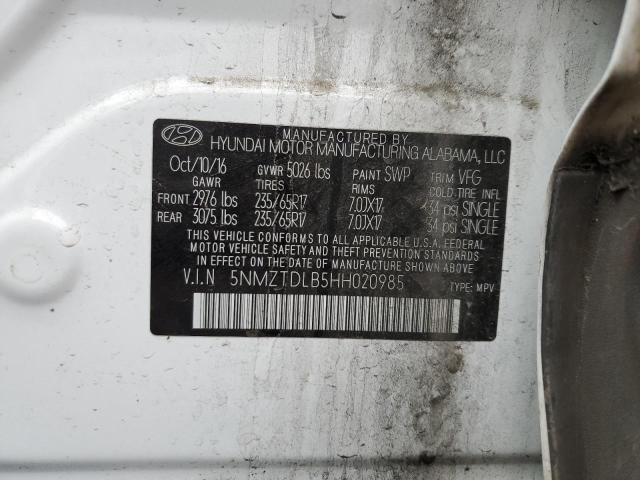 MANUFACTURED BY
HYUNDAI MOTOR MANUFACTURING ALABAMA, LLC
Oct/10/16 GVWR 5026 lbs PAINT SWP TRIM VFG
GAWR TIRES RIMS COLD TIRE INFL
FRONT 2976 lbs 235/65R17 7.0JX17 34 psi SINGLE
REAR 3075 lbs 235/65R17 7.0JX17 34 psi SINGLE
THIS VEHICLE CONFORMS TO ALL APPLICABLE U.S.A. FEDERAL
MOTOR VEHICLE SAFETY AND THEFT PREVENTION STANDARDS
IN EFFECT ON THE DATE OF MANUFACTURE SHOWN ABOVE.
V.I.N 5NMZTDLB5HH020985
TYPE: MPV